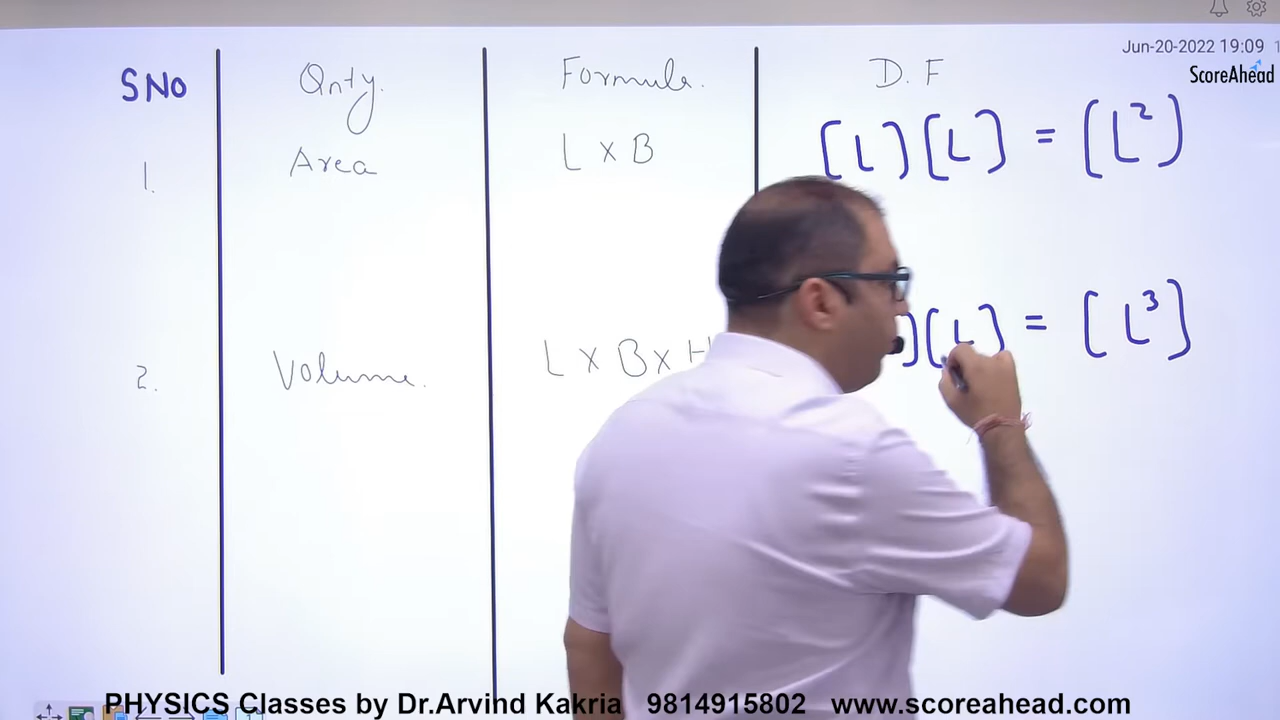 Jun-20-2022 19:09
ScoreAhead
SNo Qnty. Formula. D.F
1. Area L × B [L][L] = [L²]
2. Volume. L × B × H ][L] = [L³]
PHYSICS Classes by Dr.Arvind Kakria 9814915802 www.scoreahead.com